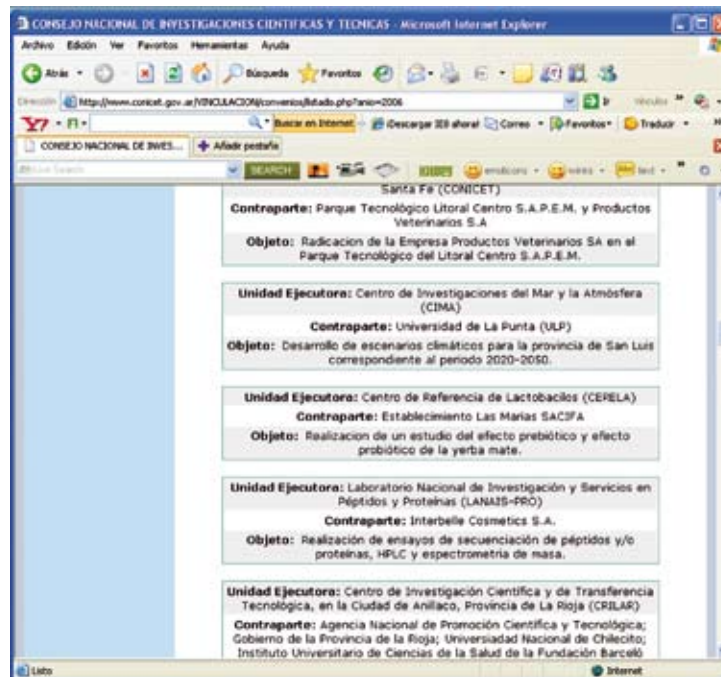 CONSEJO NACIONAL DE INVESTIGACIONES CIENTIFICAS Y TECNICAS - Microsoft Internet Explorer
Archivo Edición Ver Favoritos Herramientas Ayuda
Atrás Búsqueda Favoritos
Dirección http://www.conicet.gov.ar/VINCULACION/convenios/listado.php?anio=2006 Ir Vínculos
Y7 Buscar en Internet ¡Descargar IE8 ahora! Correo Favoritos Traducir
CONSEJO NACIONAL DE INVES... Añadir pestaña
SEARCH text
Santa Fe (CONICET)
Contraparte: Parque Tecnológico Litoral Centro S.A.P.E.M. y Productos
Veterinarios S.A
Objeto: Radicacion de la Empresa Productos Veterinarios SA en el
Parque Tecnológico del Litoral Centro S.A.P.E.M.
Unidad Ejecutora: Centro de Investigaciones del Mar y la Atmósfera
(CIMA)
Contraparte: Universidad de La Punta (ULP)
Objeto: Desarrollo de escenarios climáticos para la provincia de San Luis
correspondiente al periodo 2020-2050.
Unidad Ejecutora: Centro de Referencia de Lactobacilos (CERELA)
Contraparte: Establecimiento Las Marias SACIFA
Objeto: Realizacion de un estudio del efecto prebiótico y efecto
probiótico de la yerba mate.
Unidad Ejecutora: Laboratorio Nacional de Investigación y Servicios en
Péptidos y Proteínas (LANAIS-PRO)
Contraparte: Interbelle Cosmetics S.A.
Objeto: Realización de ensayos de secuenciación de péptidos y/o
proteínas, HPLC y espectrometria de masa.
Unidad Ejecutora: Centro de Investigación Científica y de Transferencia
Tecnológica, en la Ciudad de Anillaco, Provincia de La Rioja (CRILAR)
Contraparte: Agencia Nacional de Promoción Científica y Tecnológica;
Gobierno de la Provincia de la Rioja; Universiadad Nacional de Chilecito;
Instituto Universitario de Ciencias de la Salud de la Fundación Barceló
Listo Internet